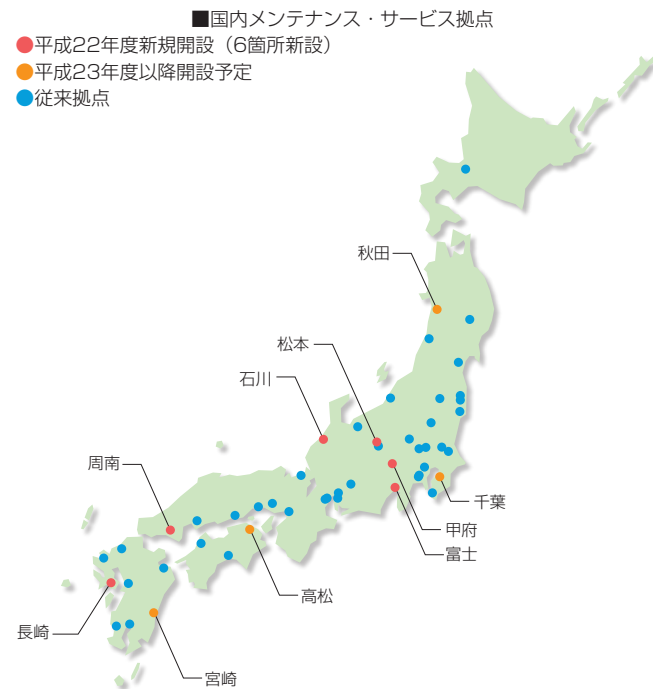 ■国内メンテナンス・サービス拠点
●平成22年度新規開設（6箇所新設）
●平成23年度以降開設予定
●従来拠点
秋田
松本
石川
周南
千葉
甲府
富士
高松
長崎
宮崎